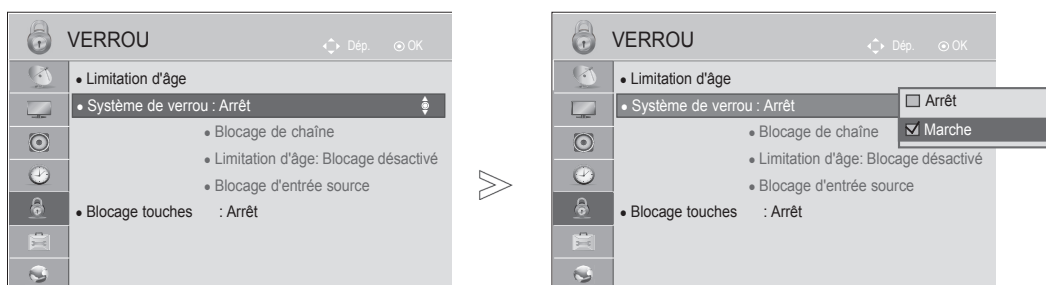 VERROU
Dép. OK
• Limitation d'âge
• Système de verrou : Arrêt
• Blocage de chaîne
• Limitation d'âge: Blocage désactivé
• Blocage d'entrée source
• Blocage touches : Arrêt
VERROU
Dép. OK
• Limitation d'âge
• Système de verrou : Arrêt
Arrêt
Marche
• Blocage de chaîne
• Limitation d'âge: Blocage désactivé
• Blocage d'entrée source
• Blocage touches : Arrêt